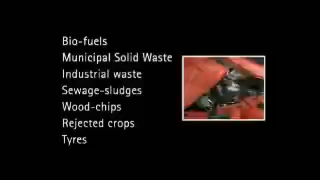 Bio-fuels
Municipal Solid Waste
Industrial waste
Sewage-sludges
Wood-chips
Rejected crops
Tyres